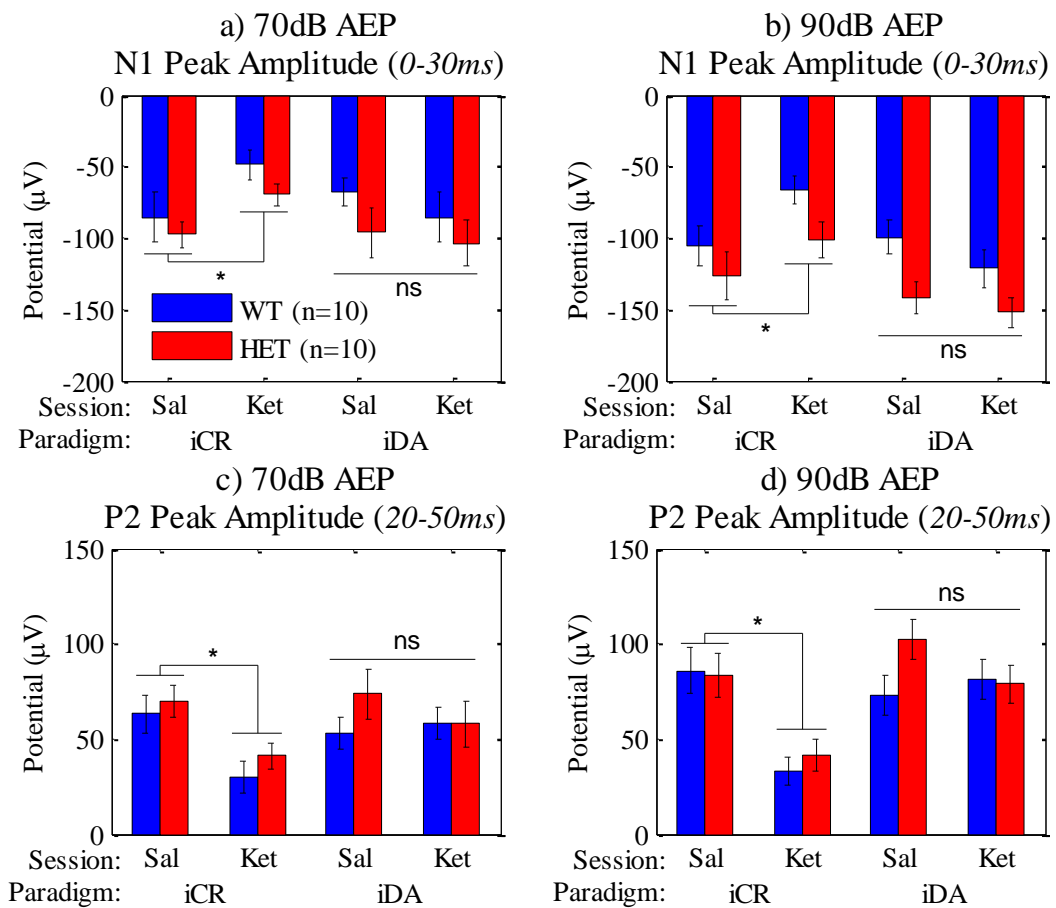 a) 70dB AEP
N1 Peak Amplitude (0-30ms)
0
-50
-100
-150
-200
Potential (µV)
*
ns
WT (n=10)
HET (n=10)
Session: Sal Ket Sal Ket
Paradigm: iCR iDA
b) 90dB AEP
N1 Peak Amplitude (0-30ms)
0
-50
-100
-150
-200
Potential (µV)
*
ns
Sal Ket Sal Ket
iCR iDA
c) 70dB AEP
P2 Peak Amplitude (20-50ms)
150
100
50
0
Potential (µV)
*
ns
Session: Sal Ket Sal Ket
Paradigm: iCR iDA
d) 90dB AEP
P2 Peak Amplitude (20-50ms)
150
100
50
0
Potential (µV)
*
ns
Session: Sal Ket Sal Ket
Paradigm: iCR iDA